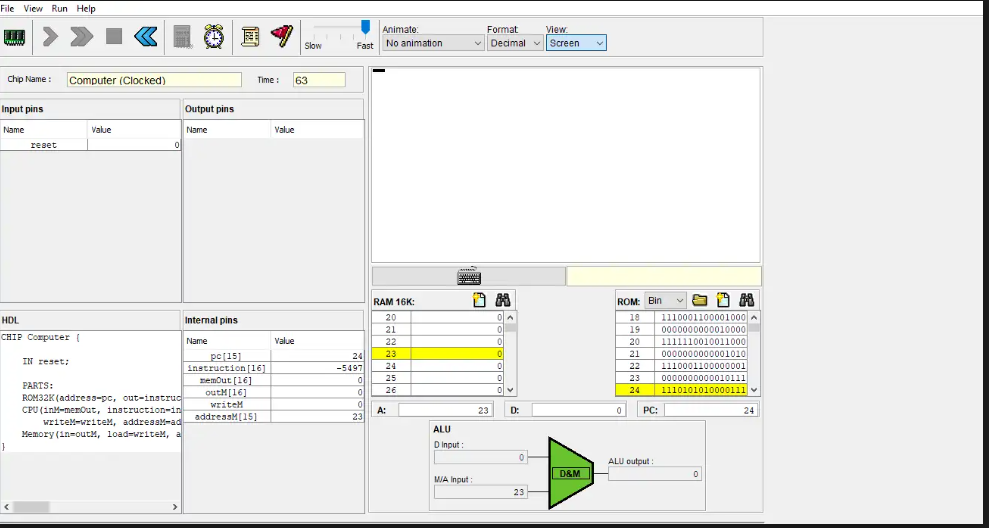 File View Run Help
Animate: Format: View:
Slow Fast No animation Decimal Screen
Chip Name : Computer (Clocked) Time : 63
Input pins
Name Value
reset 0
Output pins
Name Value
HDL
CHIP Computer {
IN reset;
PARTS:
ROM32K(address=pc, out=instruc
CPU(inM=memOut, instruction=in
writeM=writeM, addressM=ad
Memory(in=outM, load=writeM, a
}
Internal pins
Name Value
pc[15] 24
instruction[16] -5497
memOut[16] 0
outM[16] 0
writeM 0
addressM[15] 23
RAM 16K:
20 0
21 0
22 0
23 0
24 0
25 0
26 0
ROM: Bin
18 1110001100001000
19 0000000000010000
20 1111110010011000
21 0000000000001010
22 1110001100000001
23 0000000000010111
24 1110101010000111
A: 23 D: 0 PC: 24
ALU
D Input :
0
M/A Input :
23
D&M
ALU output :
0